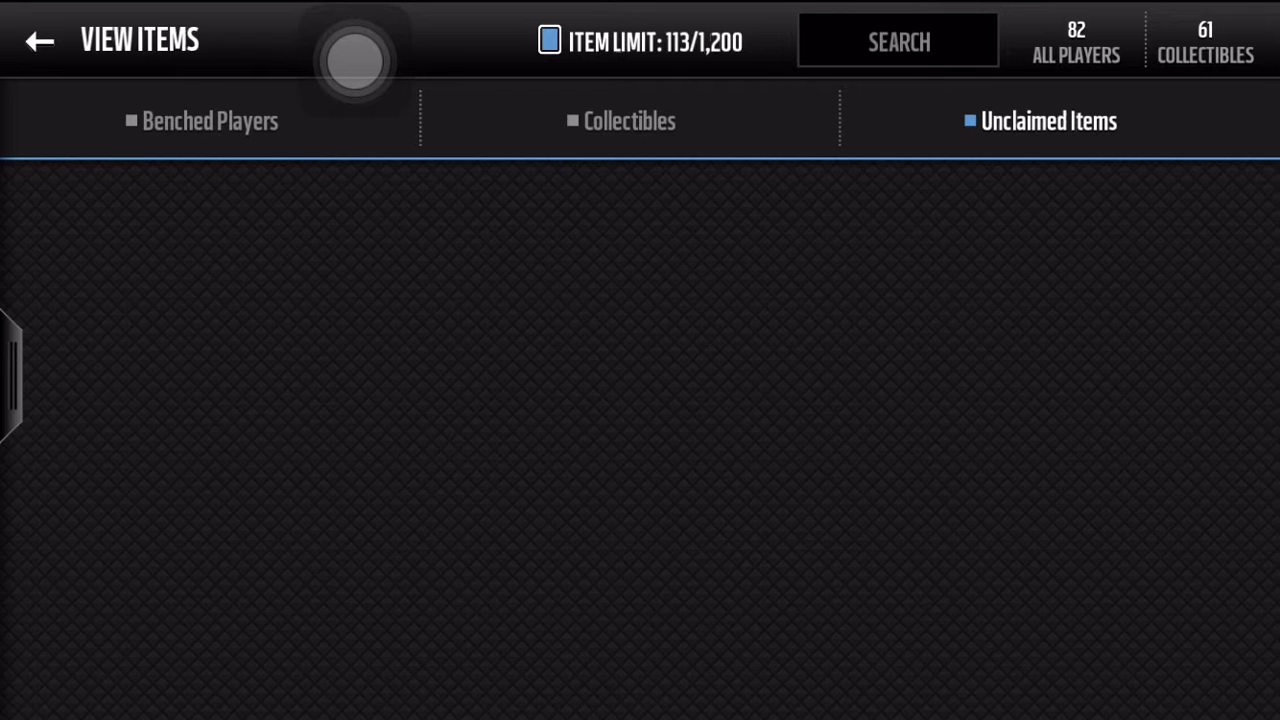 VIEW ITEMS
ITEM LIMIT: 113/1,200
SEARCH
82
ALL PLAYERS
61
COLLECTIBLES
Benched Players
Collectibles
Unclaimed Items